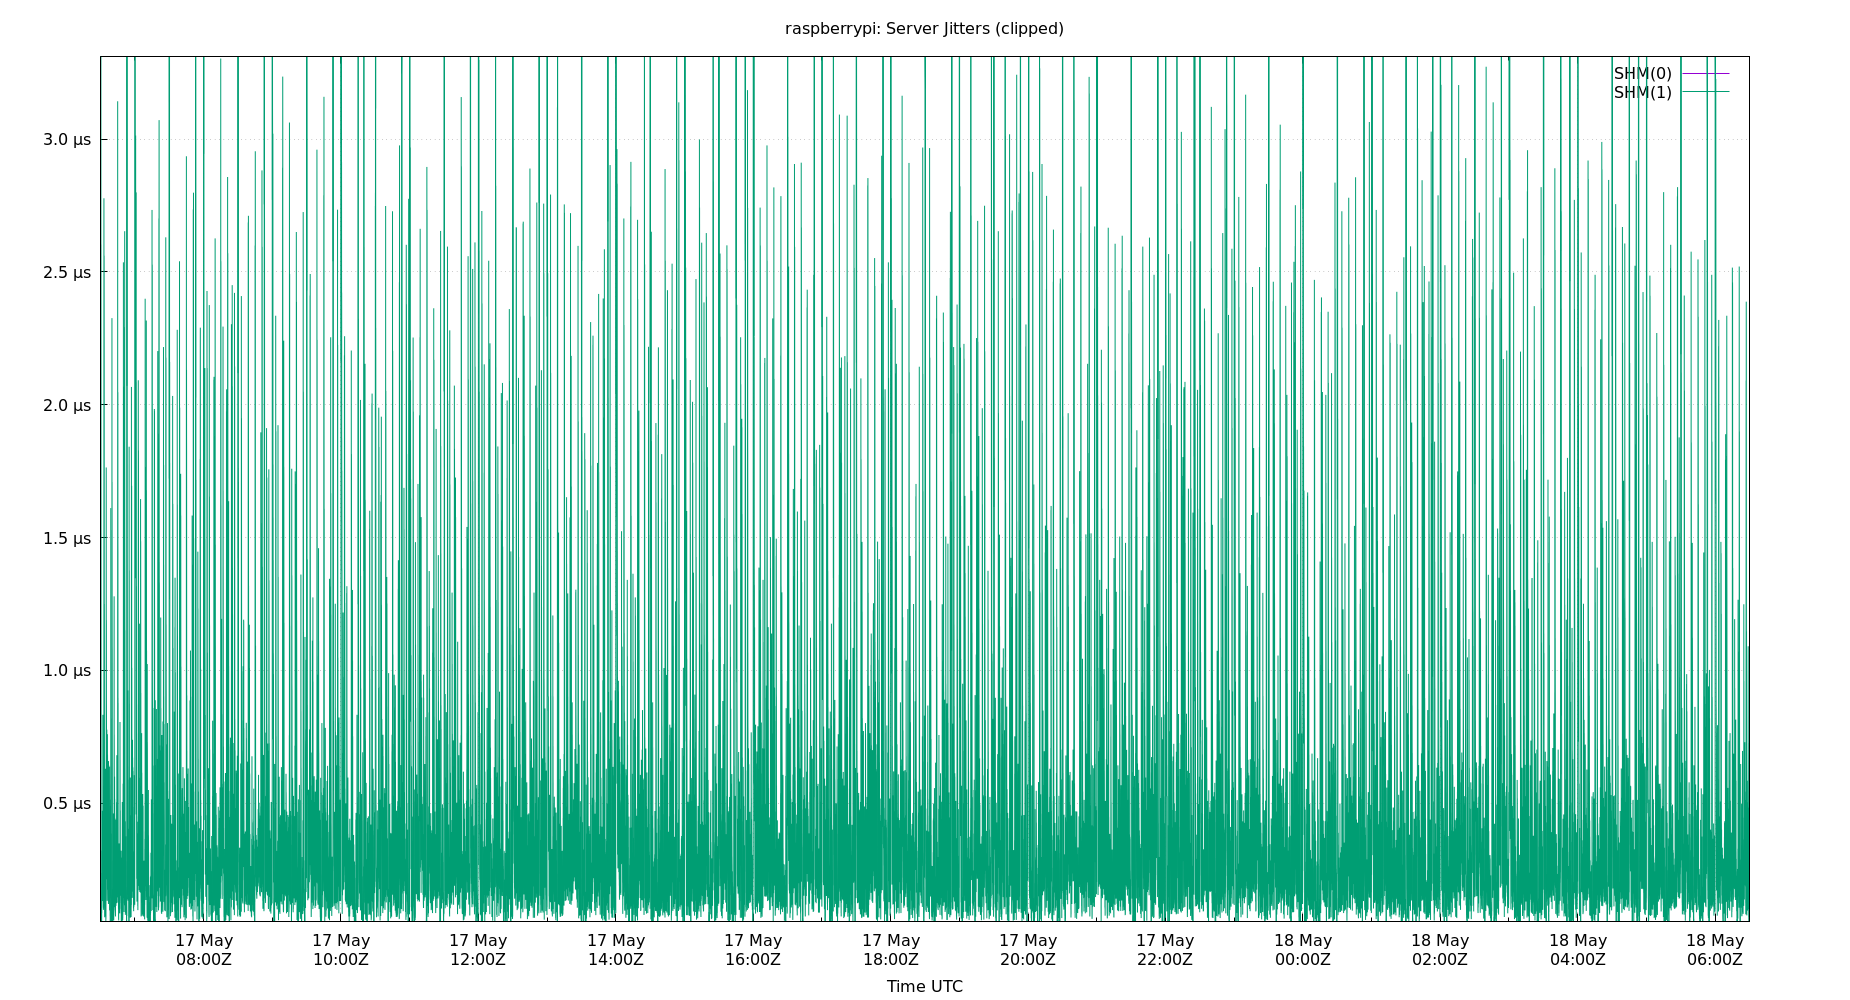 raspberrypi: Server Jitters (clipped)
SHM(0)
SHM(1)
3.0 µs
2.5 µs
2.0 µs
1.5 µs
1.0 µs
0.5 µs
17 May 17 May 17 May 17 May 17 May 17 May 17 May 17 May 18 May 18 May 18 May 18 May
08:00Z 10:00Z 12:00Z 14:00Z 16:00Z 18:00Z 20:00Z 22:00Z 00:00Z 02:00Z 04:00Z 06:00Z
Time UTC